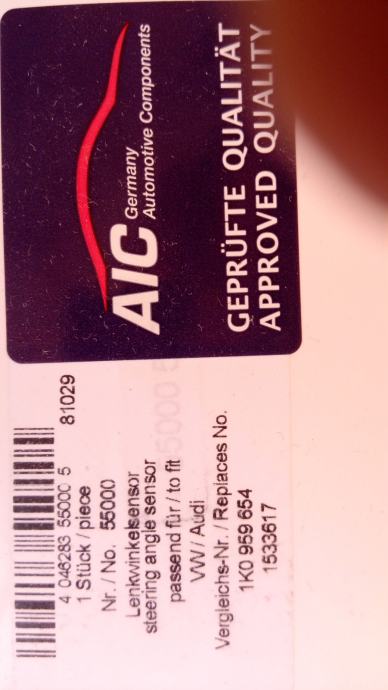 AIC Germany
Automotive Components
GEPRÜFTE QUALITÄT
APPROVED QUALITY
4 046283 55000 5
81029
1 Stück / piece
Nr. / No. 55000
Lenkwinkelsensor
steering angle sensor
passend für / to fit
VW/ Audi
Vergleichs-Nr. / Replaces No.
1K0 959 654
1533617